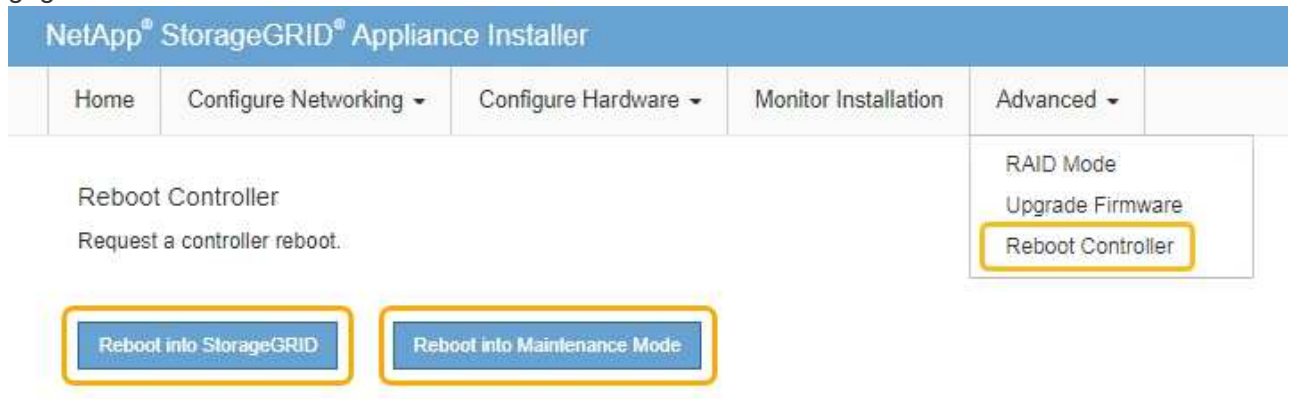 NetApp® StorageGRID® Appliance Installer
Home
Configure Networking
Configure Hardware
Monitor Installation
Advanced
RAID Mode
Upgrade Firmware
Reboot Controller
Reboot Controller
Request a controller reboot.
Reboot into StorageGRID
Reboot into Maintenance Mode